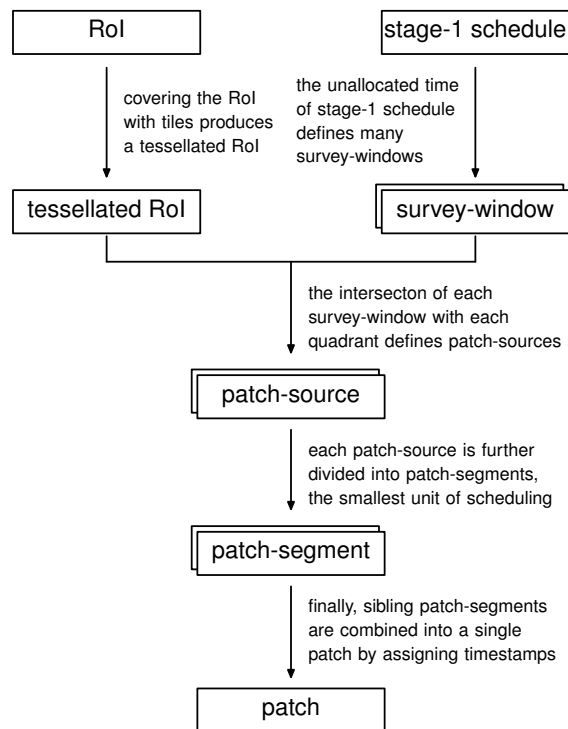 RoI
stage-1 schedule
covering the RoI
with tiles produces
a tessellated RoI
the unallocated time
of stage-1 schedule
defines many
survey-windows
tessellated RoI
survey-window
the intersecton of each
survey-window with each
quadrant defines patch-sources
patch-source
each patch-source is further
divided into patch-segments,
the smallest unit of scheduling
patch-segment
finally, sibling patch-segments
are combined into a single
patch by assigning timestamps
patch